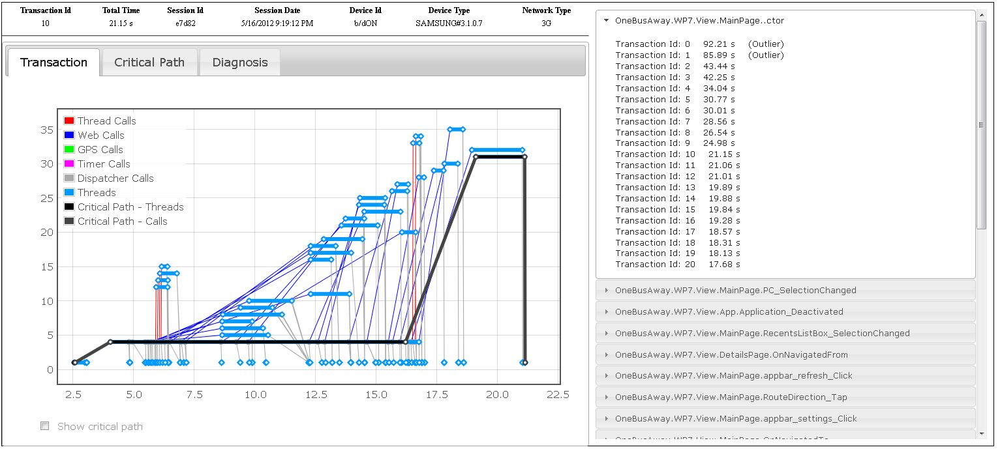 Transaction Id Total Time Session Id Session Date Device Id Device Type Network Type
10 21.15 s e7d82 5/16/2012 9:19:12 PM b/dON SAMSUNG#3.1.0.7 3G
Transaction Critical Path Diagnosis
Thread Calls
Web Calls
GPS Calls
Timer Calls
Dispatcher Calls
Threads
Critical Path - Threads
Critical Path - Calls
35
30
25
20
15
10
5
0
2.5 5.0 7.5 10.0 12.5 15.0 17.5 20.0 22.5
Show critical path
OneBusAway.WP7.View.MainPage..ctor
Transaction Id: 0 92.21 s (Outlier)
Transaction Id: 1 85.89 s (Outlier)
Transaction Id: 2 43.44 s
Transaction Id: 3 42.25 s
Transaction Id: 4 34.04 s
Transaction Id: 5 30.77 s
Transaction Id: 6 30.01 s
Transaction Id: 7 28.56 s
Transaction Id: 8 26.54 s
Transaction Id: 9 24.98 s
Transaction Id: 10 21.15 s
Transaction Id: 11 21.06 s
Transaction Id: 12 21.01 s
Transaction Id: 13 19.89 s
Transaction Id: 14 19.88 s
Transaction Id: 15 19.84 s
Transaction Id: 16 19.28 s
Transaction Id: 17 18.57 s
Transaction Id: 18 18.31 s
Transaction Id: 19 18.13 s
Transaction Id: 20 17.68 s
OneBusAway.WP7.View.MainPage.PC_SelectionChanged
OneBusAway.WP7.View.App.Application_Deactivated
OneBusAway.WP7.View.MainPage.RecentsListBox_SelectionChanged
OneBusAway.WP7.View.DetailsPage.OnNavigatedFrom
OneBusAway.WP7.View.MainPage.appbar_refresh_Click
OneBusAway.WP7.View.MainPage.RouteDirection_Tap
OneBusAway.WP7.View.MainPage.appbar_settings_Click